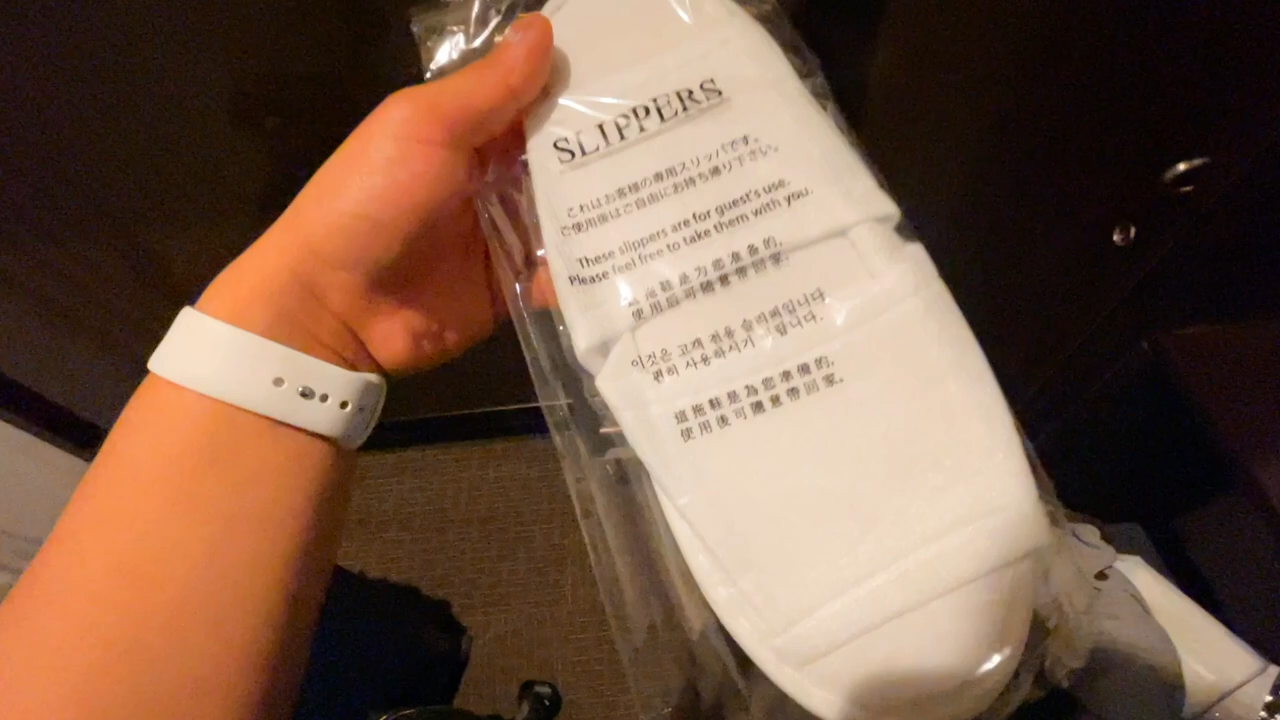 SLIPPERS
これはお客様の専用スリッパです。
ご使用後はご自由にお持ち帰り下さい。
These slippers are for guest's use.
Please feel free to take them with you.
這拖鞋是为您准备的,
使用后可随意带回家.
이것은 고객 전용 슬리퍼입니다
편히 사용하시기 랍니다.
這拖鞋是為您準備的,
使用後可隨意帶回家。